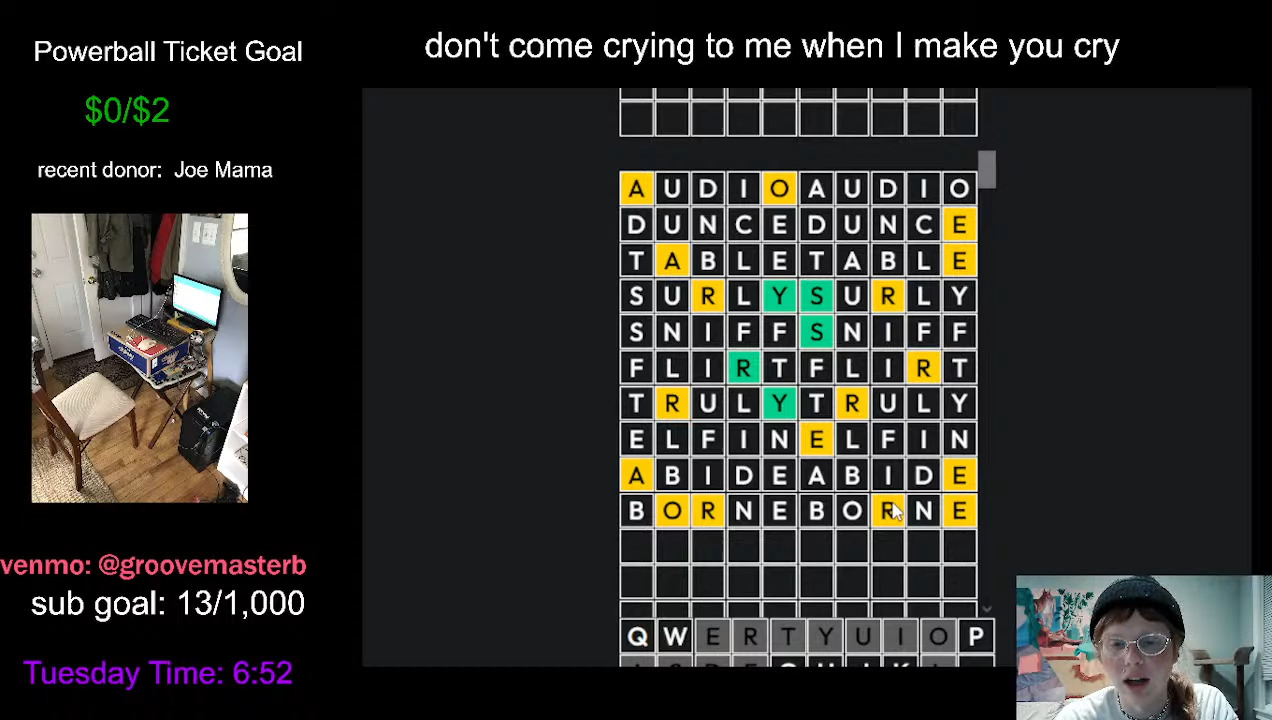 Powerball Ticket Goal
$0/$2
recent donor: Joe Mama
venmo: @groovemasterb
sub goal: 13/1,000
Tuesday Time: 6:52
don't come crying to me when I make you cry
AUDIOAUDIO
DUNCEDUNCE
TABLETABLE
SURLYSURLY
SNIFFSNIFF
FLIRTFLIRT
TRULYTRULY
ELFINELFIN
ABIDEABIDE
BORNEBORNE
QWERTYUIOP